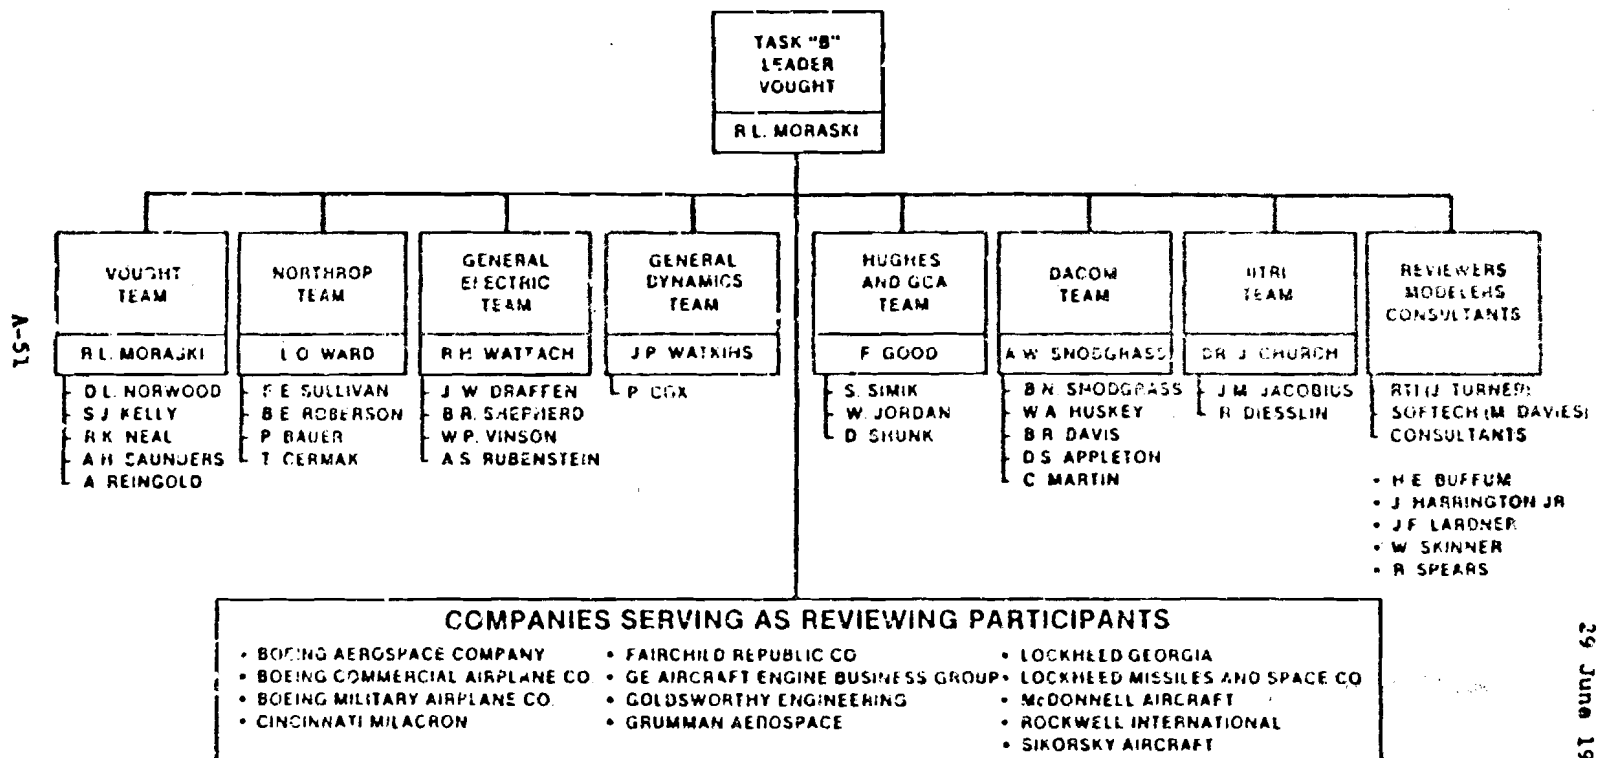 TASK "B"
LEADER
VOUGHT
R L. MORASKI
VOUGHT
TEAM
R L. MORASKI
D L. NORWOOD
S J. KELLY
R K NEAL
A H SAUNDERS
A REINGOLD
NORTHROP
TEAM
L O. WARD
E SULLIVAN
B E ROBERSON
P BAUER
T CERMAK
GENERAL
ELECTRIC
TEAM
R H. WATTACH
J W DRAFFEN
B R. SHEPHERD
W P. VINSON
A S. RUBENSTEIN
GENERAL
DYNAMICS
TEAM
J.P. WATKINS
P COX
HUGHES
AND GCA
TEAM
F GOOD
S. SIMIK
W. JORDAN
D SHUNK
DACOM
TEAM
A W. SNODGRASS
B N. SNODGRASS
W A. HUSKEY
B R DAVIS
D S. APPLETON
C MARTIN
IITRI
TEAM
DR. J. CHURCH
J M. JACOBIUS
R DIESSLIN
REVIEWERS
MODELERS
CONSULTANTS
RTI (J. TURNER)
SOFTECH (M. DAVIES)
CONSULTANTS
• H E BUFFUM
• J. HARRINGTON JR
• J F LARDNER
• W SKINNER
• R SPEARS
COMPANIES SERVING AS REVIEWING PARTICIPANTS
• BOEING AEROSPACE COMPANY
• BOEING COMMERCIAL AIRPLANE CO.
• BOEING MILITARY AIRPLANE CO.
• CINCINNATI MILACRON
• FAIRCHILD REPUBLIC CO
• GE AIRCRAFT ENGINE BUSINESS GROUP
• GOLDSWORTHY ENGINEERING
• GRUMMAN AEROSPACE
• LOCKHEED GEORGIA
• LOCKHEED MISSILES AND SPACE CO
• McDONNELL AIRCRAFT
• ROCKWELL INTERNATIONAL
• SIKORSKY AIRCRAFT
A-51
29 June 19